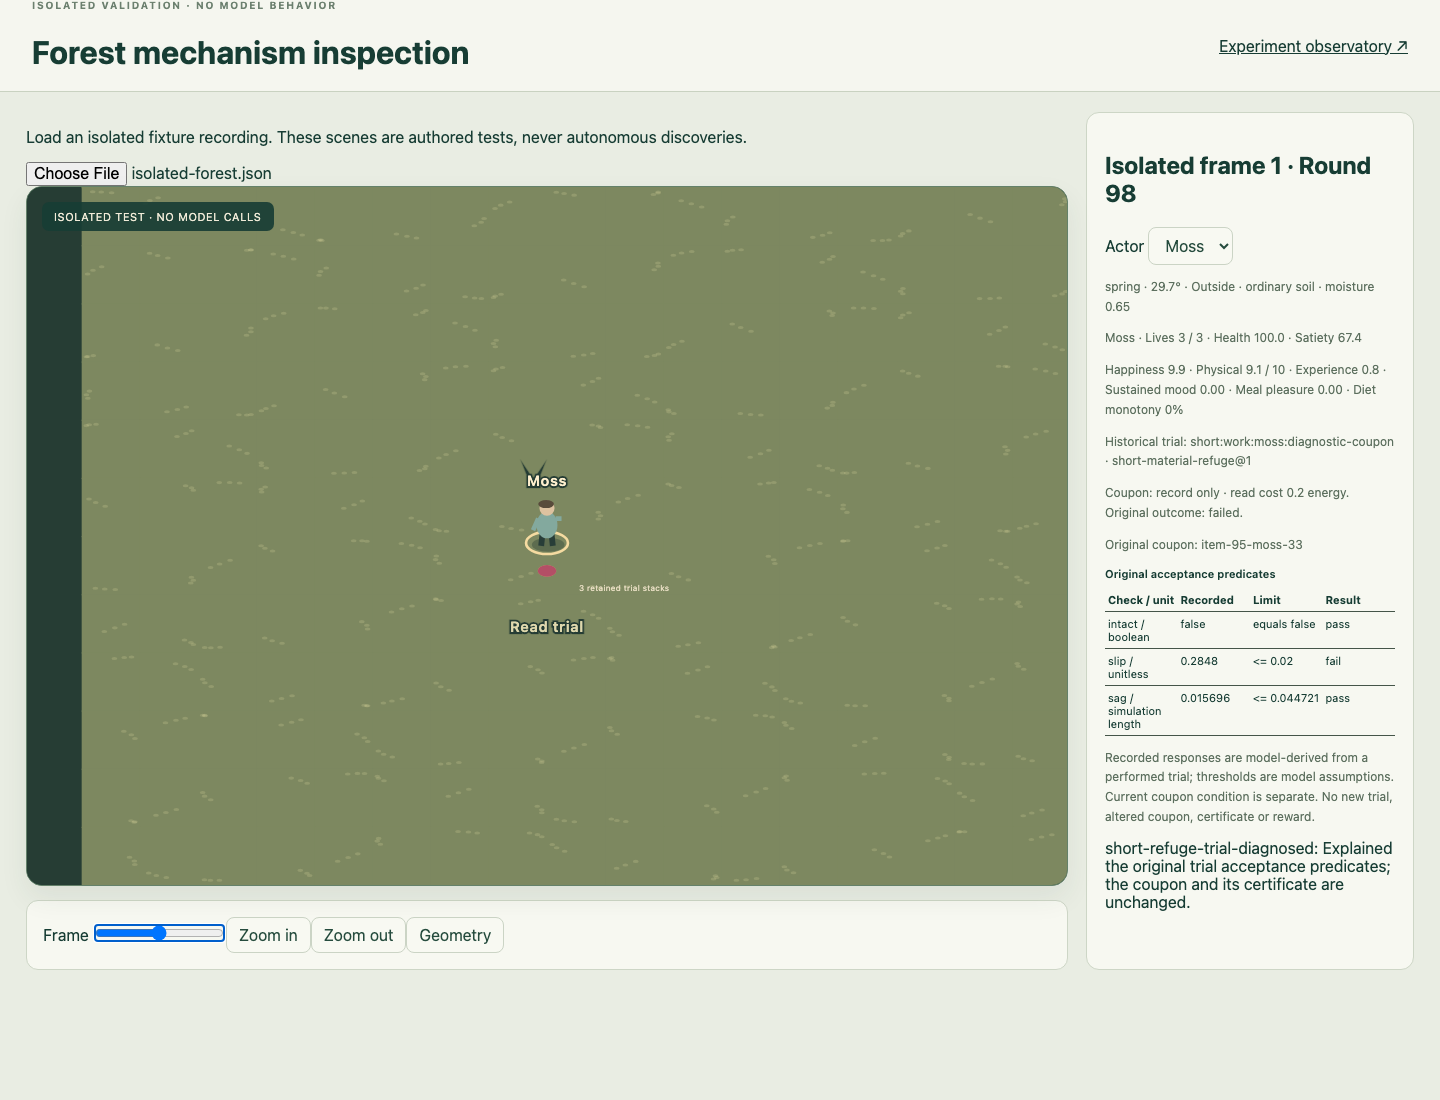 ISOLATED VALIDATION · NO MODEL BEHAVIOR
Forest mechanism inspection
Experiment observatory ↗
Load an isolated fixture recording. These scenes are authored tests, never autonomous discoveries.
Choose File isolated-forest.json
ISOLATED TEST · NO MODEL CALLS
Moss
3 retained trial stacks
Read trial
Frame
Zoom in
Zoom out
Geometry
Isolated frame 1 · Round
98
Actor Moss
spring · 29.7° · Outside · ordinary soil · moisture
0.65
Moss · Lives 3 / 3 · Health 100.0 · Satiety 67.4
Happiness 9.9 · Physical 9.1 / 10 · Experience 0.8 ·
Sustained mood 0.00 · Meal pleasure 0.00 · Diet
monotony 0%
Historical trial: short:work:moss:diagnostic-coupon
· short-material-refuge@1
Coupon: record only · read cost 0.2 energy.
Original outcome: failed.
Original coupon: item-95-moss-33
Original acceptance predicates
Check / unit Recorded Limit Result
intact / false equals false pass
boolean
slip / 0.2848 <= 0.02 fail
unitless
sag / 0.015696 <= 0.044721 pass
simulation
length
Recorded responses are model-derived from a
performed trial; thresholds are model assumptions.
Current coupon condition is separate. No new trial,
altered coupon, certificate or reward.
short-refuge-trial-diagnosed: Explained
the original trial acceptance predicates;
the coupon and its certificate are
unchanged.